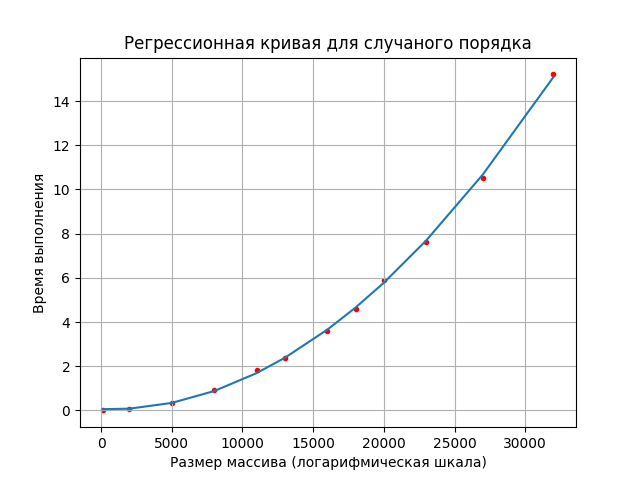 Регрессионная кривая для случаного порядка
14
12
10
8
6
4
2
0
Время выполнения
0 5000 10000 15000 20000 25000 30000
Размер массива (логарифмическая шкала)